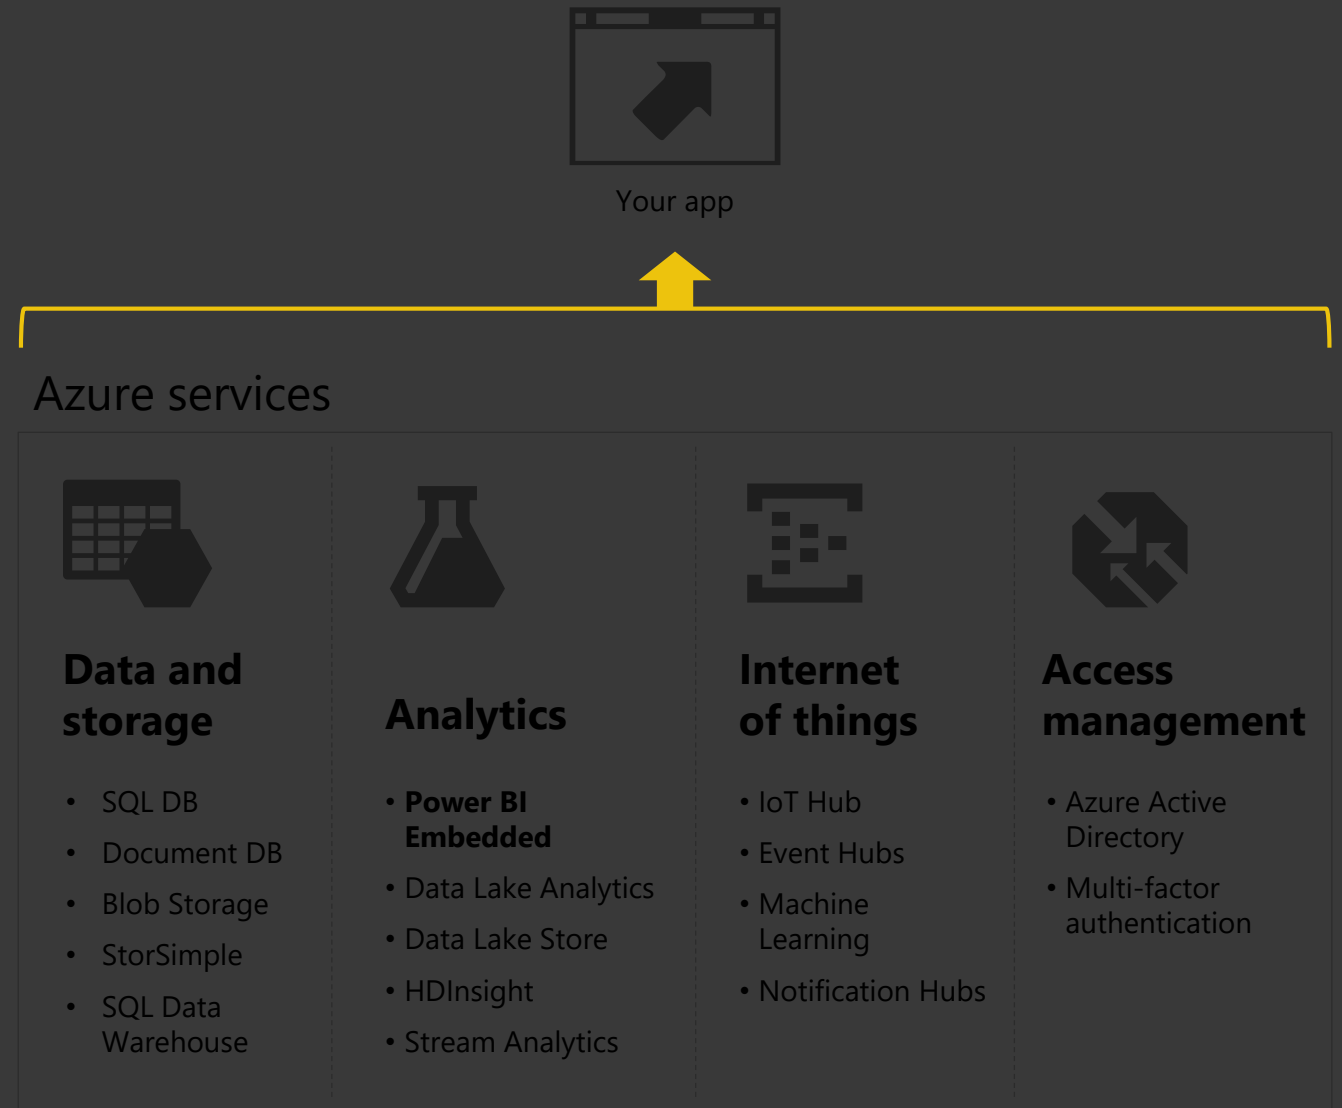 Your app
Azure services
Data and
storage
• SQL DB
• Document DB
• Blob Storage
• StorSimple
• SQL Data
Warehouse
Analytics
• Power BI
Embedded
• Data Lake Analytics
• Data Lake Store
• HDInsight
• Stream Analytics
Internet
of things
• IoT Hub
• Event Hubs
• Machine
Learning
• Notification Hubs
Access
management
• Azure Active
Directory
• Multi-factor
authentication